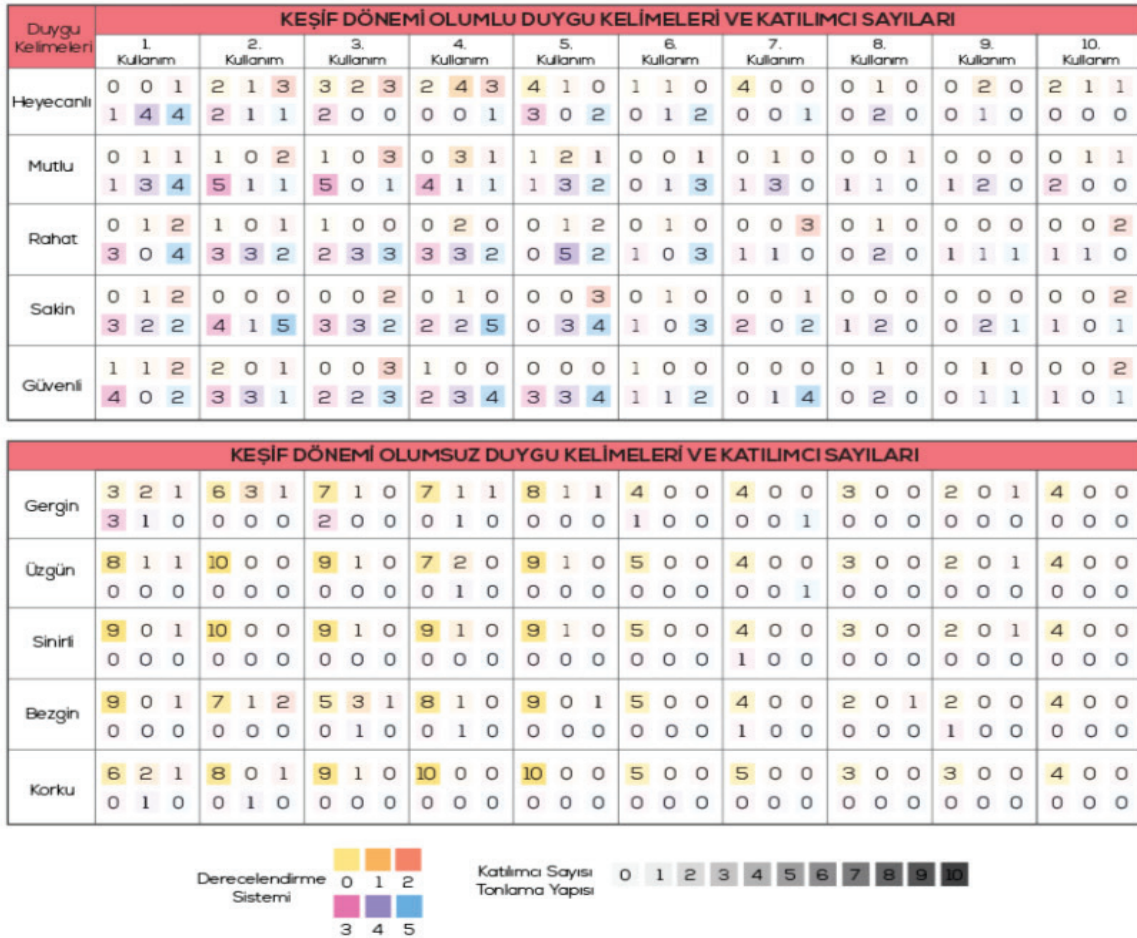 Duygu Kelimeleri KEŞİF DÖNEMİ OLUMLU DUYGU KELİMELERİ VE KATILIMCI SAYILARI
1. Kullanım 2. Kullanım 3. Kullanım 4. Kullanım 5. Kullanım 6. Kullanım 7. Kullanım 8. Kullanım 9. Kullanım 10. Kullanım
Heyecanlı
0 0 1 2 1 3 3 2 3 2 4 3 4 1 0 1 1 0 4 0 0 0 1 0 0 2 0 2 1 1
1 4 4 2 1 1 2 0 0 0 0 1 3 0 2 0 1 2 0 0 1 0 2 0 0 1 0 0 0 0
Mutlu
0 1 1 1 0 2 1 0 3 0 3 1 1 2 1 0 0 1 0 1 0 0 0 1 0 0 0 0 1 1
1 3 4 5 1 1 5 0 1 4 1 1 1 3 2 0 1 3 1 3 0 1 1 0 1 2 0 2 0 0
Rahat
0 1 2 1 0 1 1 0 0 0 2 0 0 1 2 0 1 0 0 0 3 0 1 0 0 0 0 0 0 2
3 0 4 3 3 2 2 3 3 3 3 2 0 5 2 1 0 3 1 1 0 0 2 0 1 1 1 1 1 0
Sakin
0 1 2 0 0 0 0 0 2 0 1 0 0 0 3 0 1 0 0 0 1 0 0 0 0 0 0 0 0 2
3 2 2 4 1 5 3 3 2 2 2 5 0 3 4 1 0 3 2 0 2 1 2 0 0 2 1 1 0 1
Güvenli
1 1 2 2 0 1 0 0 3 1 0 0 0 0 0 1 0 0 0 0 0 0 1 0 0 1 0 0 0 2
4 0 2 3 3 1 2 2 3 2 3 4 3 3 4 1 1 2 0 1 4 0 2 0 0 1 1 1 0 1
KEŞİF DÖNEMİ OLUMSUZ DUYGU KELİMELERİ VE KATILIMCI SAYILARI
Gergin
3 2 1 6 3 1 7 1 0 7 1 1 8 1 1 4 0 0 4 0 0 3 0 0 2 0 1 4 0 0
3 1 0 0 0 0 2 0 0 0 1 0 0 0 0 1 0 0 0 0 1 0 0 0 0 0 0 0 0 0
Üzgün
8 1 1 10 0 0 9 1 0 7 2 0 9 1 0 5 0 0 4 0 0 3 0 0 2 0 1 4 0 0
0 0 0 0 0 0 0 0 0 0 1 0 0 0 0 0 0 0 0 0 1 0 0 0 0 0 0 0 0 0
Sinirli
9 0 1 10 0 0 9 1 0 9 1 0 9 1 0 5 0 0 4 0 0 3 0 0 2 0 1 4 0 0
0 0 0 0 0 0 0 0 0 0 0 0 0 0 0 0 0 0 1 0 0 0 0 0 0 0 0 0 0 0
Bezgin
9 0 1 7 1 2 5 3 1 8 1 0 9 0 1 5 0 0 4 0 0 2 0 1 2 0 0 4 0 0
0 0 0 0 0 0 0 1 0 0 1 0 0 0 0 0 0 0 1 0 0 0 0 0 1 0 0 0 0 0
Korku
6 2 1 8 0 1 9 1 0 10 0 0 10 0 0 5 0 0 5 0 0 3 0 0 3 0 0 4 0 0
0 1 0 0 1 0 0 0 0 0 0 0 0 0 0 0 0 0 0 0 0 0 0 0 0 0 0 0 0 0
Derecelendirme Sistemi
0 1 2
3 4 5
Katılımcı Sayısı
Tonlama Yapısı
0 1 2 3 4 5 6 7 8 9 10